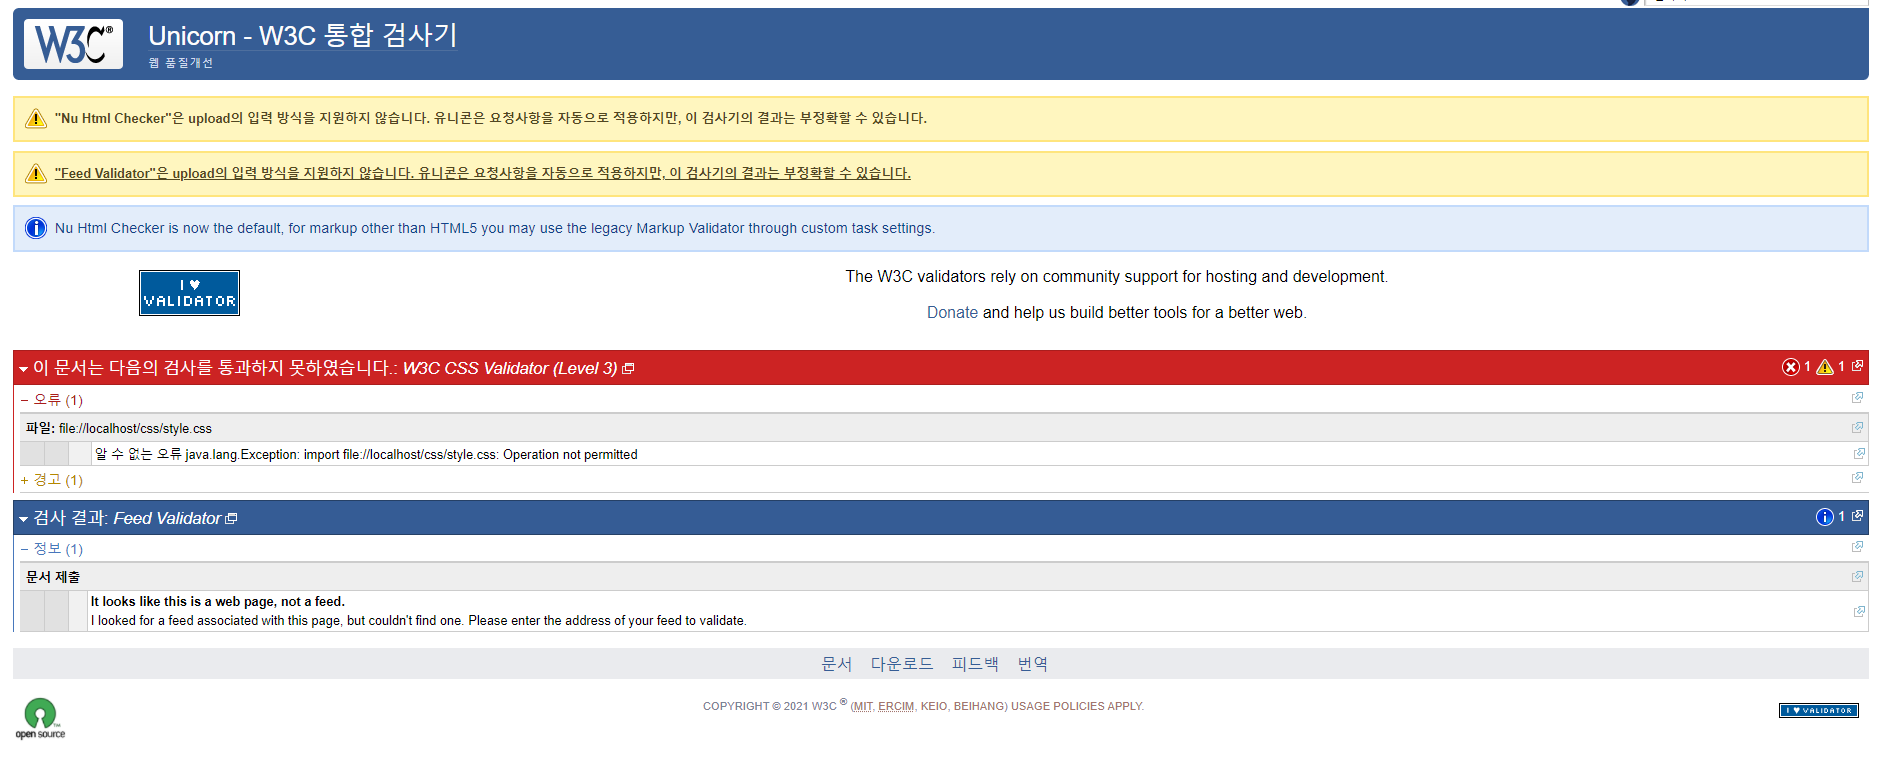 W3C®
Unicorn - W3C 통합 검사기
웹 품질개선
"Nu Html Checker"은 upload의 입력 방식을 지원하지 않습니다. 유니콘은 요청사항을 자동으로 적용하지만, 이 검사기의 결과는 부정확할 수 있습니다.
"Feed Validator"은 upload의 입력 방식을 지원하지 않습니다. 유니콘은 요청사항을 자동으로 적용하지만, 이 검사기의 결과는 부정확할 수 있습니다.
Nu Html Checker is now the default, for markup other than HTML5 you may use the legacy Markup Validator through custom task settings.
I ♥
VALIDATOR
The W3C validators rely on community support for hosting and development.
Donate and help us build better tools for a better web.
이 문서는 다음의 검사를 통과하지 못하였습니다.: W3C CSS Validator (Level 3) 1 1
− 오류 (1)
파일: file://localhost/css/style.css
알 수 없는 오류 java.lang.Exception: import file://localhost/css/style.css: Operation not permitted
+ 경고 (1)
검사 결과: Feed Validator 1
− 정보 (1)
문서 제출
It looks like this is a web page, not a feed.
I looked for a feed associated with this page, but couldn't find one. Please enter the address of your feed to validate.
문서 다운로드 피드백 번역
COPYRIGHT © 2021 W3C ® (MIT, ERCIM, KEIO, BEIHANG) USAGE POLICIES APPLY.
open source
I ♥ VALIDATOR